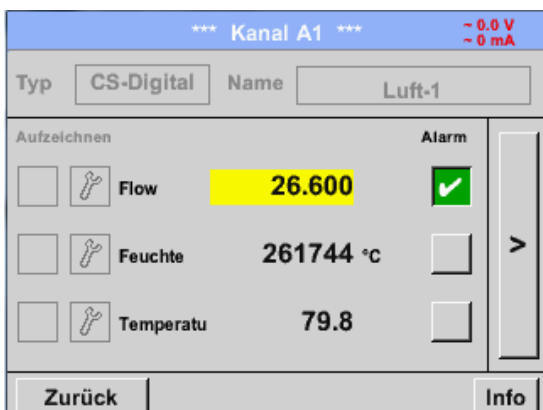 *** Kanal A1 ***
~ 0.0 V
~ 0 mA
Typ CS-Digital Name Luft-1
Aufzeichnen Alarm
Flow 26.600
Feuchte 261744 °C
Temperatu 79.8
>
Zurück Info